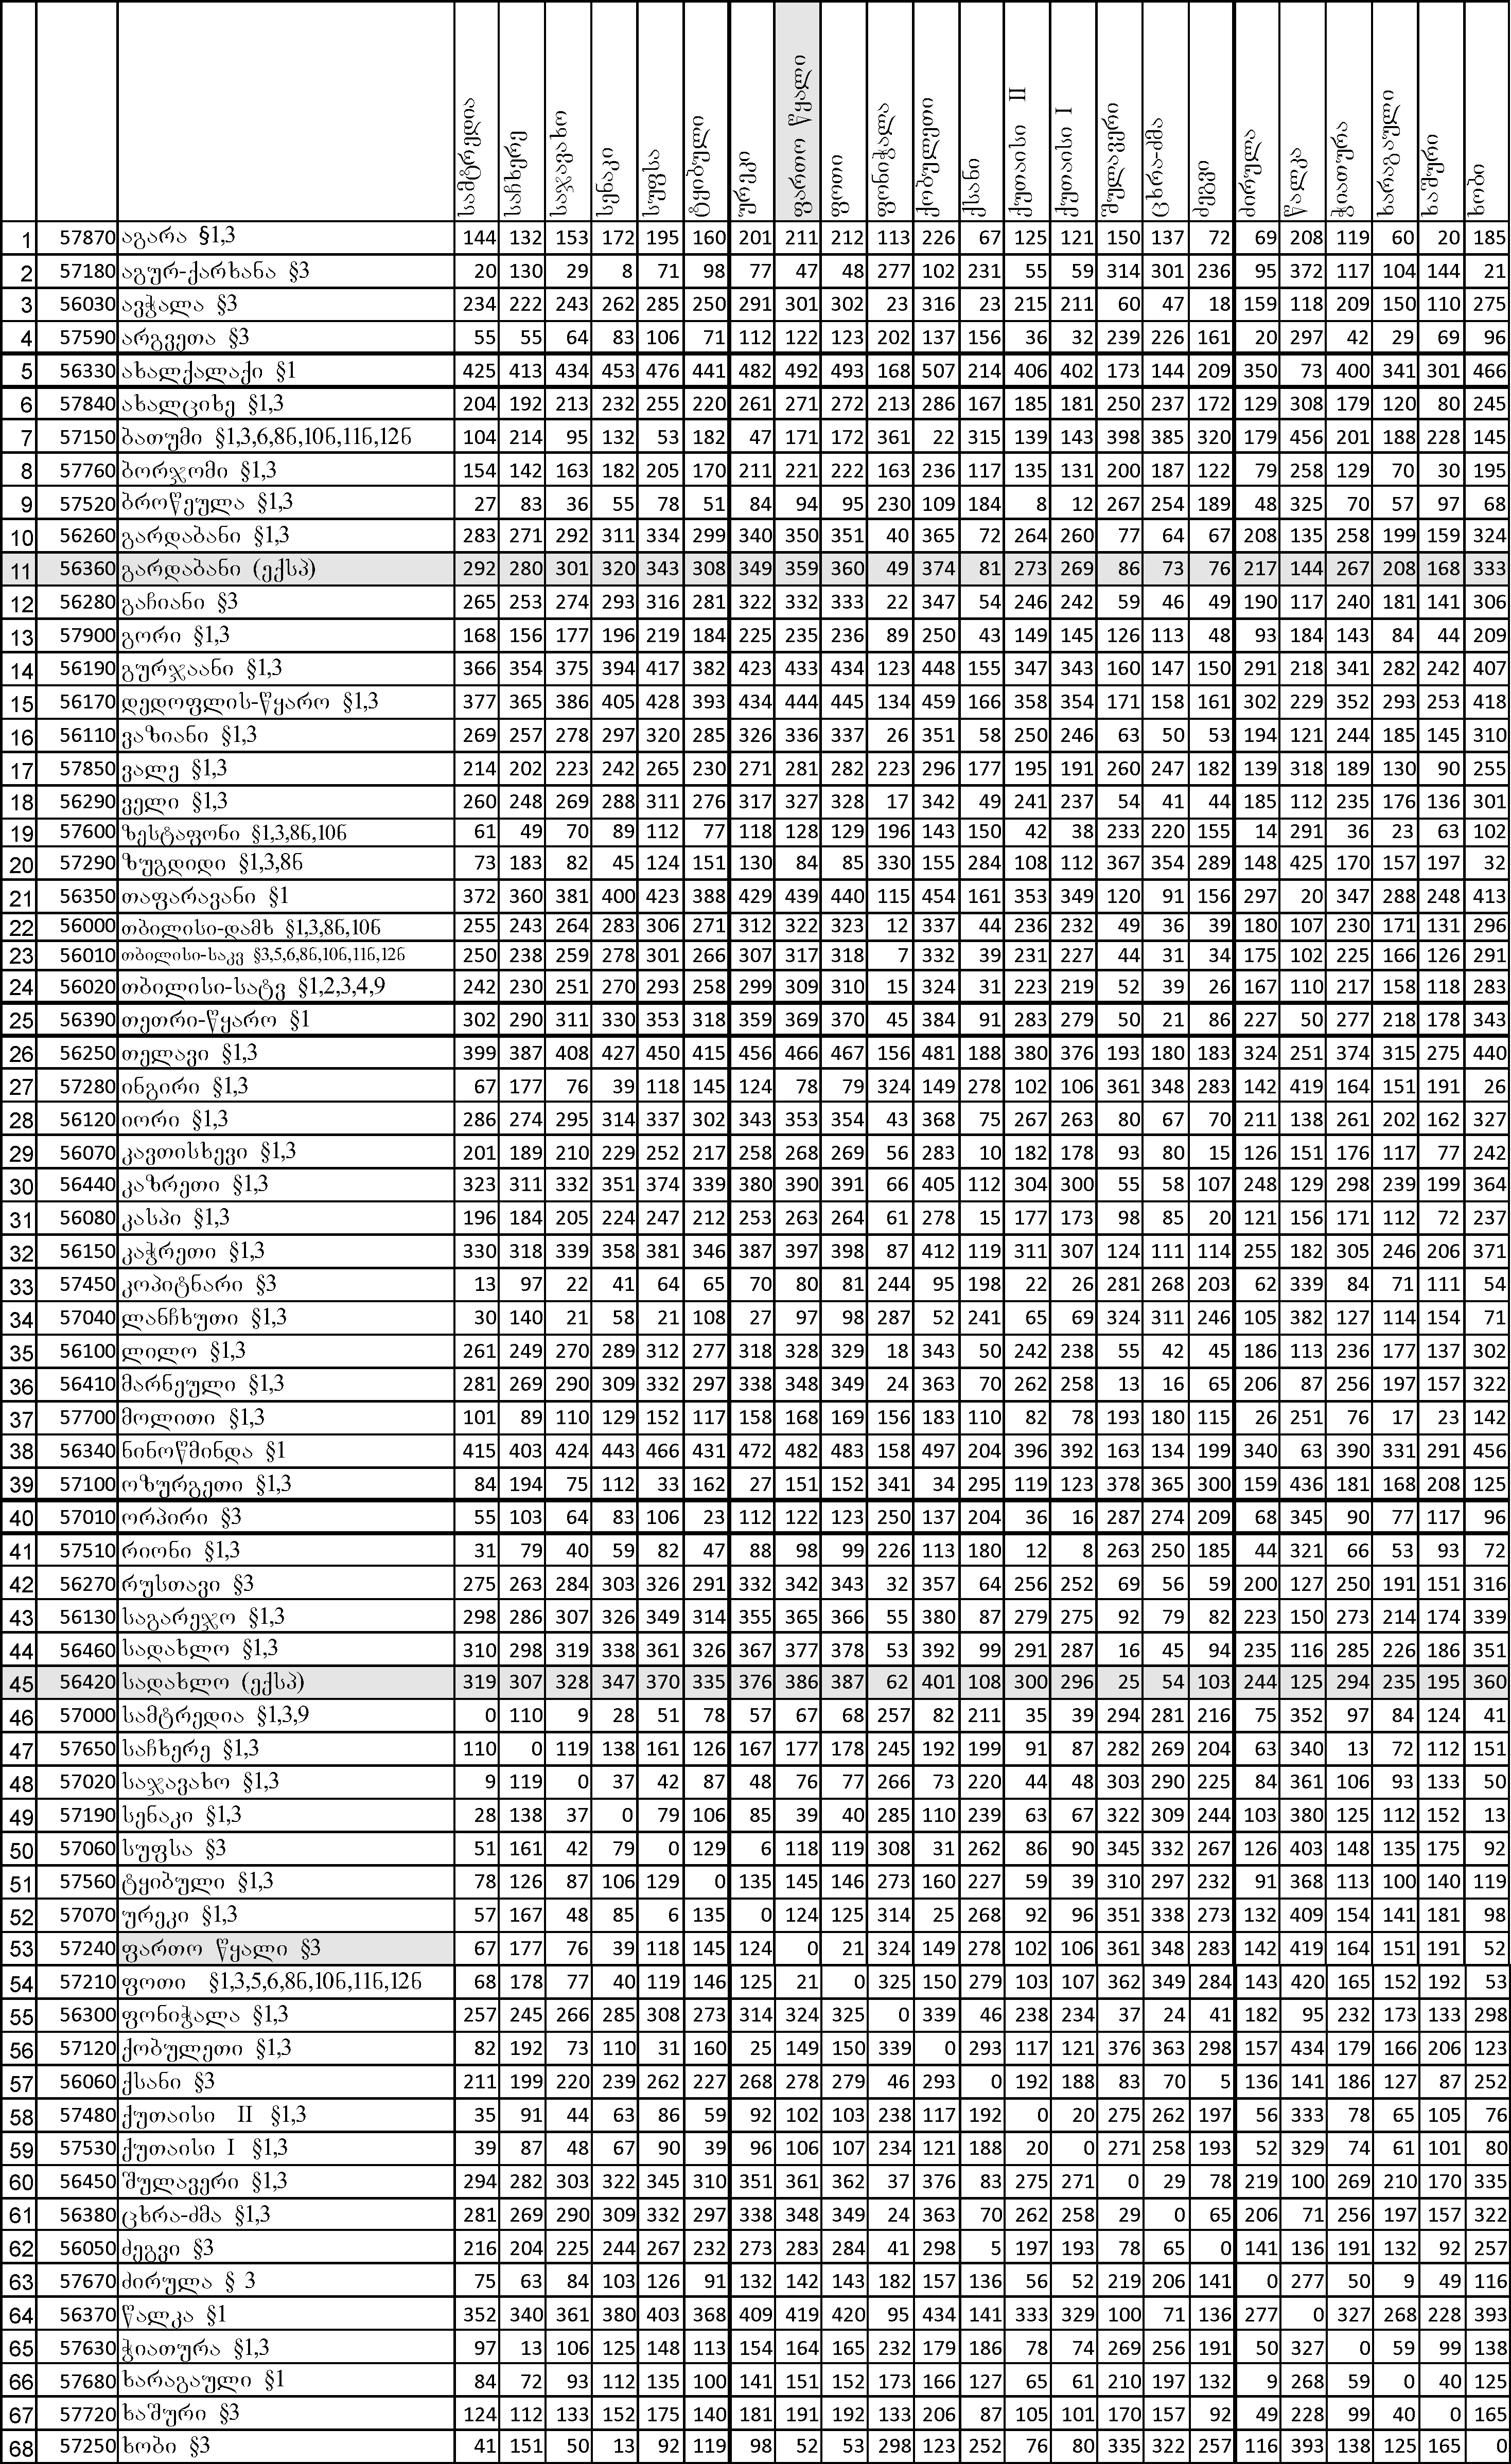 სამტრედია საჩხერე საჯავახო სენაკი სუფსა ტყიბული ურეკი ფართო წყალი ფოთი ფონიჭალა ქობულეთი ქსანი ქუთაისი II ქუთაისი I შულავერი ცხრა-ძმა ძეგვი ძირულა წალკა ჭიათურა ხარაგაული ხაშური ხობი
1 57870 აგარა §1,3 144 132 153 172 195 160 201 211 212 113 226 67 125 121 150 137 72 69 208 119 60 20 185
2 57180 აგურ-ქარხანა §3 20 130 29 8 71 98 77 47 48 277 102 231 55 59 314 301 236 95 372 117 104 144 21
3 56030 ავჭალა §3 234 222 243 262 285 250 291 301 302 23 316 23 215 211 60 47 18 159 118 209 150 110 275
4 57590 არგვეთა §3 55 55 64 83 106 71 112 122 123 202 137 156 36 32 239 226 161 20 297 42 29 69 96
5 56330 ახალქალაქი §1 425 413 434 453 476 441 482 492 493 168 507 214 406 402 173 144 209 350 73 400 341 301 466
6 57840 ახალციხე §1,3 204 192 213 232 255 220 261 271 272 213 286 167 185 181 250 237 172 129 308 179 120 80 245
7 57150 ბათუმი §1,3,6,8ნ,10ნ,11ნ,12ნ 104 214 95 132 53 182 47 171 172 361 22 315 139 143 398 385 320 179 456 201 188 228 145
8 57760 ბორჯომი §1,3 154 142 163 182 205 170 211 221 222 163 236 117 135 131 200 187 122 79 258 129 70 30 195
9 57520 ბროწეულა §1,3 27 83 36 55 78 51 84 94 95 230 109 184 8 12 267 254 189 48 325 70 57 97 68
10 56260 გარდაბანი §1,3 283 271 292 311 334 299 340 350 351 40 365 72 264 260 77 64 67 208 135 258 199 159 324
11 56360 გარდაბანი (ექსპ) 292 280 301 320 343 308 349 359 360 49 374 81 273 269 86 73 76 217 144 267 208 168 333
12 56280 გაჩიანი §3 265 253 274 293 316 281 322 332 333 22 347 54 246 242 59 46 49 190 117 240 181 141 306
13 57900 გორი §1,3 168 156 177 196 219 184 225 235 236 89 250 43 149 145 126 113 48 93 184 143 84 44 209
14 56190 გურჯაანი §1,3 366 354 375 394 417 382 423 433 434 123 448 155 347 343 160 147 150 291 218 341 282 242 407
15 56170 დედოფლის-წყარო §1,3 377 365 386 405 428 393 434 444 445 134 459 166 358 354 171 158 161 302 229 352 293 253 418
16 56110 ვაზიანი §1,3 269 257 278 297 320 285 326 336 337 26 351 58 250 246 63 50 53 194 121 244 185 145 310
17 57850 ვალე §1,3 214 202 223 242 265 230 271 281 282 223 296 177 195 191 260 247 182 139 318 189 130 90 255
18 56290 ველი §1,3 260 248 269 288 311 276 317 327 328 17 342 49 241 237 54 41 44 185 112 235 176 136 301
19 57600 ზესტაფონი §1,3,8ნ,10ნ 61 49 70 89 112 77 118 128 129 196 143 150 42 38 233 220 155 14 291 36 23 63 102
20 57290 ზუგდიდი §1,3,8ნ 73 183 82 45 124 151 130 84 85 330 155 284 108 112 367 354 289 148 425 170 157 197 32
21 56350 თაფარავანი §1 372 360 381 400 423 388 429 439 440 115 454 161 353 349 120 91 156 297 20 347 288 248 413
22 56000 თბილისი-დამხ §1,3,8ნ,10ნ 255 243 264 283 306 271 312 322 323 12 337 44 236 232 49 36 39 180 107 230 171 131 296
23 56010 თბილისი-საკვ §3,5,6,8ნ,10ნ,11ნ,12ნ 250 238 259 278 301 266 307 317 318 7 332 39 231 227 44 31 34 175 102 225 166 126 291
24 56020 თბილისი-სატვ §1,2,3,4,9 242 230 251 270 293 258 299 309 310 15 324 31 223 219 52 39 26 167 110 217 158 118 283
25 56390 თეთრი-წყარო §1 302 290 311 330 353 318 359 369 370 45 384 91 283 279 50 21 86 227 50 277 218 178 343
26 56250 თელავი §1,3 399 387 408 427 450 415 456 466 467 156 481 188 380 376 193 180 183 324 251 374 315 275 440
27 57280 ინგირი §1,3 67 177 76 39 118 145 124 78 79 324 149 278 102 106 361 348 283 142 419 164 151 191 26
28 56120 იორი §1,3 286 274 295 314 337 302 343 353 354 43 368 75 267 263 80 67 70 211 138 261 202 162 327
29 56070 კავთისხევი §1,3 201 189 210 229 252 217 258 268 269 56 283 10 182 178 93 80 15 126 151 176 117 77 242
30 56440 კაზრეთი §1,3 323 311 332 351 374 339 380 390 391 66 405 112 304 300 55 58 107 248 129 298 239 199 364
31 56080 კასპი §1,3 196 184 205 224 247 212 253 263 264 61 278 15 177 173 98 85 20 121 156 171 112 72 237
32 56150 კაჭრეთი §1,3 330 318 339 358 381 346 387 397 398 87 412 119 311 307 124 111 114 255 182 305 246 206 371
33 57450 კოპიტნარი §3 13 97 22 41 64 65 70 80 81 244 95 198 22 26 281 268 203 62 339 84 71 111 54
34 57040 ლანჩხუთი §1,3 30 140 21 58 21 108 27 97 98 287 52 241 65 69 324 311 246 105 382 127 114 154 71
35 56100 ლილო §1,3 261 249 270 289 312 277 318 328 329 18 343 50 242 238 55 42 45 186 113 236 177 137 302
36 56410 მარნეული §1,3 281 269 290 309 332 297 338 348 349 24 363 70 262 258 13 16 65 206 87 256 197 157 322
37 57700 მოლითი §1,3 101 89 110 129 152 117 158 168 169 156 183 110 82 78 193 180 115 26 251 76 17 23 142
38 56340 ნინოწმინდა §1 415 403 424 443 466 431 472 482 483 158 497 204 396 392 163 134 199 340 63 390 331 291 456
39 57100 ოზურგეთი §1,3 84 194 75 112 33 162 27 151 152 341 34 295 119 123 378 365 300 159 436 181 168 208 125
40 57010 ორპირი §3 55 103 64 83 106 23 112 122 123 250 137 204 36 16 287 274 209 68 345 90 77 117 96
41 57510 რიონი §1,3 31 79 40 59 82 47 88 98 99 226 113 180 12 8 263 250 185 44 321 66 53 93 72
42 56270 რუსთავი §3 275 263 284 303 326 291 332 342 343 32 357 64 256 252 69 56 59 200 127 250 191 151 316
43 56130 საგარეჯო §1,3 298 286 307 326 349 314 355 365 366 55 380 87 279 275 92 79 82 223 150 273 214 174 339
44 56460 სადახლო §1,3 310 298 319 338 361 326 367 377 378 53 392 99 291 287 16 45 94 235 116 285 226 186 351
45 56420 სადახლო (ექსპ) 319 307 328 347 370 335 376 386 387 62 401 108 300 296 25 54 103 244 125 294 235 195 360
46 57000 სამტრედია §1,3,9 0 110 9 28 51 78 57 67 68 257 82 211 35 39 294 281 216 75 352 97 84 124 41
47 57650 საჩხერე §1,3 110 0 119 138 161 126 167 177 178 245 192 199 91 87 282 269 204 63 340 13 72 112 151
48 57020 საჯავახო §1,3 9 119 0 37 42 87 48 76 77 266 73 220 44 48 303 290 225 84 361 106 93 133 50
49 57190 სენაკი §1,3 28 138 37 0 79 106 85 39 40 285 110 239 63 67 322 309 244 103 380 125 112 152 13
50 57060 სუფსა §3 51 161 42 79 0 129 6 118 119 308 31 262 86 90 345 332 267 126 403 148 135 175 92
51 57560 ტყიბული §1,3 78 126 87 106 129 0 135 145 146 273 160 227 59 39 310 297 232 91 368 113 100 140 119
52 57070 ურეკი §1,3 57 167 48 85 6 135 0 124 125 314 25 268 92 96 351 338 273 132 409 154 141 181 98
53 57240 ფართო წყალი §3 67 177 76 39 118 145 124 0 21 324 149 278 102 106 361 348 283 142 419 164 151 191 52
54 57210 ფოთი §1,3,5,6,8ნ,10ნ,11ნ,12ნ 68 178 77 40 119 146 125 21 0 325 150 279 103 107 362 349 284 143 420 165 152 192 53
55 56300 ფონიჭალა §1,3 257 245 266 285 308 273 314 324 325 0 339 46 238 234 37 24 41 182 95 232 173 133 298
56 57120 ქობულეთი §1,3 82 192 73 110 31 160 25 149 150 339 0 293 117 121 376 363 298 157 434 179 166 206 123
57 56060 ქსანი §3 211 199 220 239 262 227 268 278 279 46 293 0 192 188 83 70 5 136 141 186 127 87 252
58 57480 ქუთაისი II §1,3 35 91 44 63 86 59 92 102 103 238 117 192 0 20 275 262 197 56 333 78 65 105 76
59 57530 ქუთაისი I §1,3 39 87 48 67 90 39 96 106 107 234 121 188 20 0 271 258 193 52 329 74 61 101 80
60 56450 შულავერი §1,3 294 282 303 322 345 310 351 361 362 37 376 83 275 271 0 29 78 219 100 269 210 170 335
61 56380 ცხრა-ძმა §1,3 281 269 290 309 332 297 338 348 349 24 363 70 262 258 29 0 65 206 71 256 197 157 322
62 56050 ძეგვი §3 216 204 225 244 267 232 273 283 284 41 298 5 197 193 78 65 0 141 136 191 132 92 257
63 57670 ძირულა § 3 75 63 84 103 126 91 132 142 143 182 157 136 56 52 219 206 141 0 277 50 9 49 116
64 56370 წალკა §1 352 340 361 380 403 368 409 419 420 95 434 141 333 329 100 71 136 277 0 327 268 228 393
65 57630 ჭიათურა §1,3 97 13 106 125 148 113 154 164 165 232 179 186 78 74 269 256 191 50 327 0 59 99 138
66 57680 ხარაგაული §1 84 72 93 112 135 100 141 151 152 173 166 127 65 61 210 197 132 9 268 59 0 40 125
67 57720 ხაშური §3 124 112 133 152 175 140 181 191 192 133 206 87 105 101 170 157 92 49 228 99 40 0 165
68 57250 ხობი §3 41 151 50 13 92 119 98 52 53 298 123 252 76 80 335 322 257 116 393 138 125 165 0